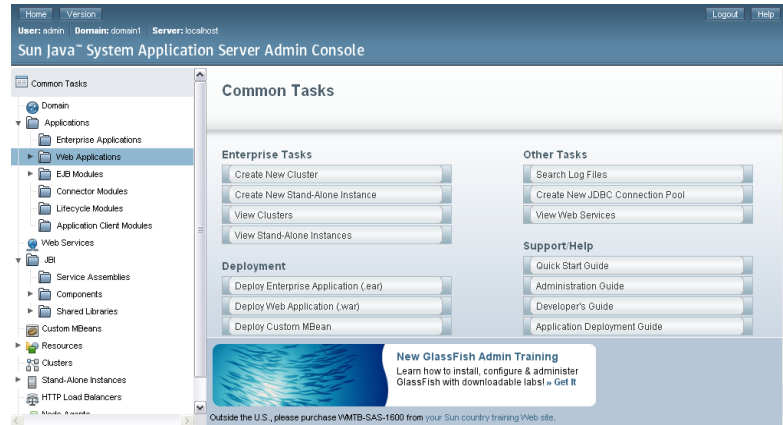 Home Version Logout Help
User: admin Domain: domain1 Server: localhost
Sun Java™ System Application Server Admin Console
Common Tasks
Domain
Applications
Enterprise Applications
Web Applications
EJB Modules
Connector Modules
Lifecycle Modules
Application Client Modules
Web Services
JBI
Service Assemblies
Components
Shared Libraries
Custom MBeans
Resources
Clusters
Stand-Alone Instances
HTTP Load Balancers
Node Agents
Common Tasks
Enterprise Tasks
Create New Cluster
Create New Stand-Alone Instance
View Clusters
View Stand-Alone Instances
Deployment
Deploy Enterprise Application (.ear)
Deploy Web Application (.war)
Deploy Custom MBean
Other Tasks
Search Log Files
Create New JDBC Connection Pool
View Web Services
Support/Help
Quick Start Guide
Administration Guide
Developer's Guide
Application Deployment Guide
New GlassFish Admin Training
Learn how to install, configure & administer
GlassFish with downloadable labs! » Get It
Outside the U.S., please purchase WMTB-SAS-1600 from your Sun country training Web site.